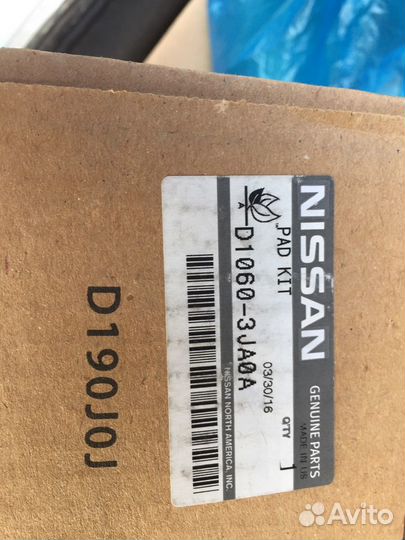 NISSAN
GENUINE PARTS
MADE IN US
PAD KIT
QTY
1
A
D1060-3JA0A
03/30/16
NISSAN NORTH AMERICA, INC.
D190J0J
Avito